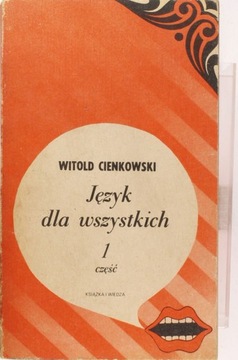 WITOLD CIENKOWSKI
Język
dla wszystkich
1
część
KSIĄŻKA I WIEDZA